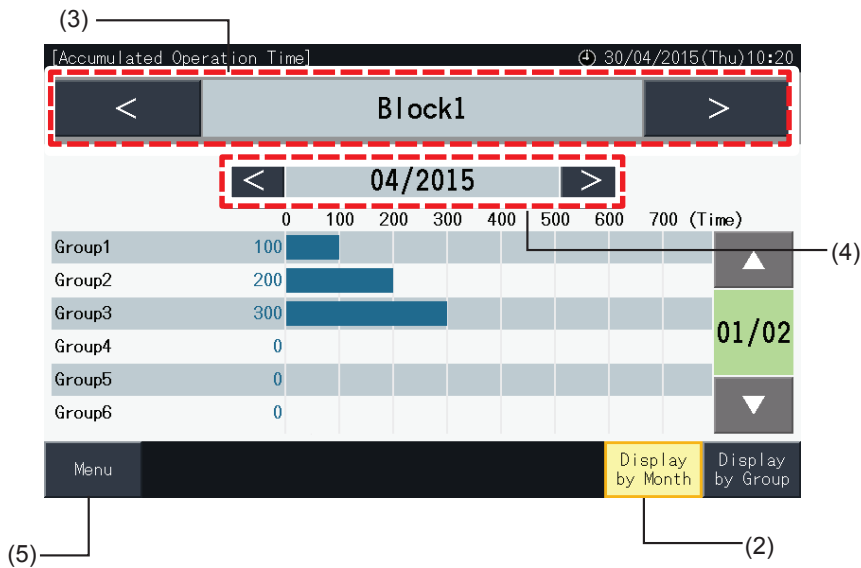 (3)
[Accumulated Operation Time] 30/04/2015(Thu)10:20
< Block1 >
< 04/2015 >
0 100 200 300 400 500 600 700 (Time)
(4)
Group1 100
Group2 200
Group3 300
01/02
Group4 0
Group5 0
Group6 0
Menu
Display by Month
Display by Group
(5)
(2)